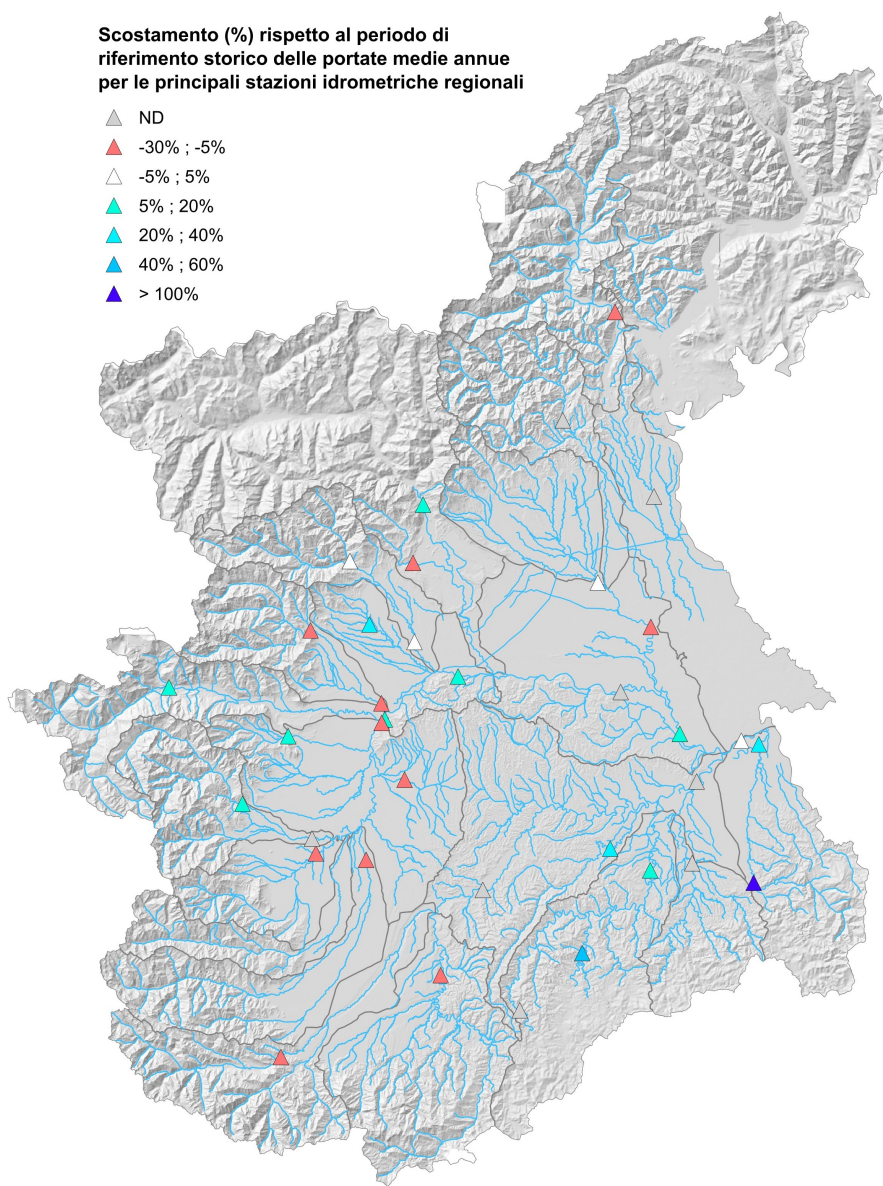 Scostamento (%) rispetto al periodo di
riferimento storico delle portate medie annue
per le principali stazioni idrometriche regionali
ND
-30% ; -5%
-5% ; 5%
5% ; 20%
20% ; 40%
40% ; 60%
> 100%